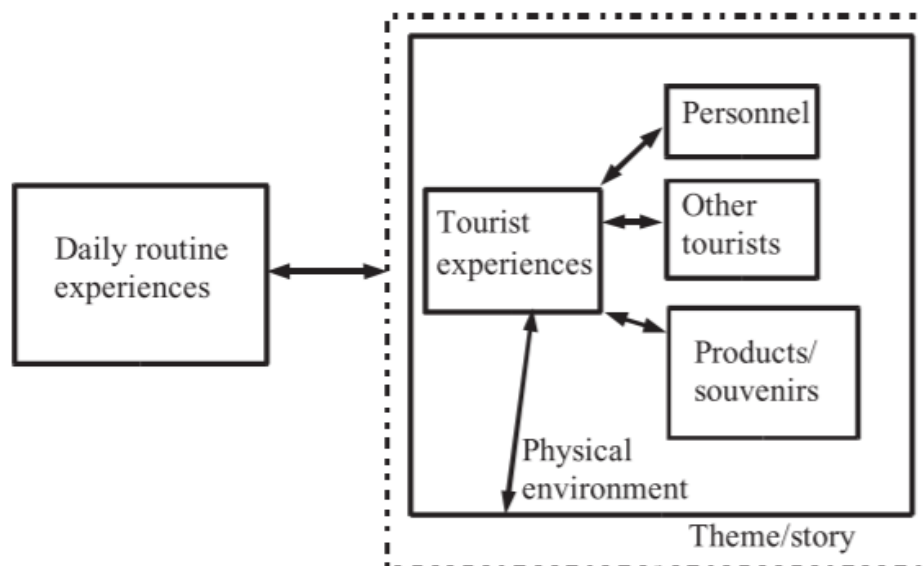 Daily routine
experiences
Tourist
experiences
Personnel
Other
tourists
Products/
souvenirs
Physical
environment
Theme/story